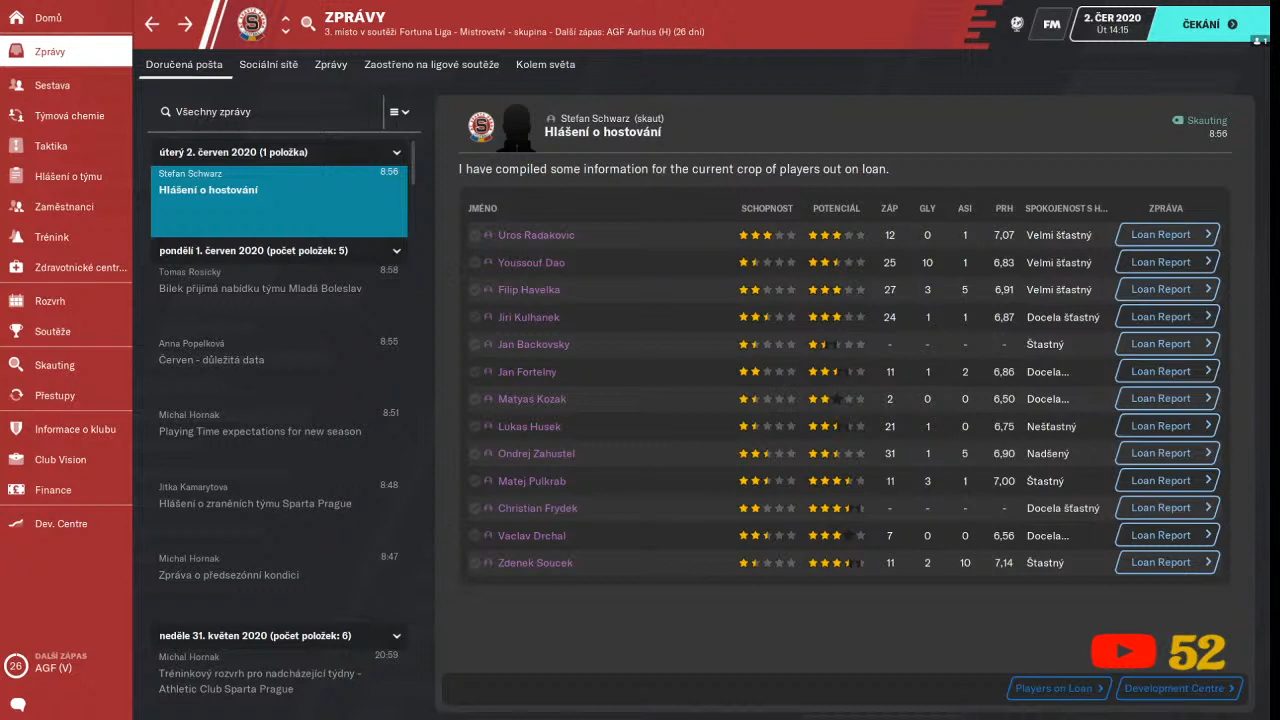 Domů
Zprávy
Sestava
Týmová chemie
Taktika
Hlášení o týmu
Zaměstnanci
Trénink
Zdravotnické centr...
Rozvrh
Soutěže
Skauting
Přestupy
Informace o klubu
Club Vision
Finance
Dev. Centre
26
DALŠÍ ZÁPAS
AGF (V)
ZPRÁVY
3. místo v soutěži Fortuna Liga - Mistrovství - skupina - Další zápas: AGF Aarhus (H) (26 dní)
FM
2. ČER 2020
Út 14:15
ČEKÁNÍ
1
Doručená pošta Sociální sítě Zprávy Zaostřeno na ligové soutěže Kolem světa
Všechny zprávy
úterý 2. červen 2020 (1 položka)
Stefan Schwarz 8:56
Hlášení o hostování
pondělí 1. červen 2020 (počet položek: 5)
Tomas Rosicky 8:58
Bílek přijímá nabídku týmu Mladá Boleslav
Anna Popelková 8:55
Červen - důležitá data
Michal Hornak 8:51
Playing Time expectations for new season
Jitka Kamarytova 8:48
Hlášení o zraněních týmu Sparta Prague
Michal Hornak 8:47
Zpráva o předsezónní kondici
neděle 31. květen 2020 (počet položek: 6)
Michal Hornak 20:59
Tréninkový rozvrh pro nadcházející týdny -
Athletic Club Sparta Prague
Stefan Schwarz (skaut)
Hlášení o hostování
Skauting
8:56
I have compiled some information for the current crop of players out on loan.
JMÉNO SCHOPNOST POTENCIÁL ZÁP GLY ASI PRH SPOKOJENOST S H... ZPRÁVA
Uros Radakovic 12 0 1 7,07 Velmi šťastný Loan Report
Youssouf Dao 25 10 1 6,83 Velmi šťastný Loan Report
Filip Havelka 27 3 5 6,91 Velmi šťastný Loan Report
Jiri Kulhanek 24 1 1 6,87 Docela šťastný Loan Report
Jan Backovsky - - - - Šťastný Loan Report
Jan Fortelny 11 1 2 6,86 Docela... Loan Report
Matyas Kozak 2 0 0 6,50 Docela... Loan Report
Lukas Husek 21 1 0 6,75 Nešťastný Loan Report
Ondrej Zahustel 31 1 5 6,90 Nadšený Loan Report
Matej Pulkrab 11 3 1 7,00 Šťastný Loan Report
Christian Frydek - - - - Docela šťastný Loan Report
Vaclav Drchal 7 0 0 6,56 Docela... Loan Report
Zdenek Soucek 11 2 10 7,14 Šťastný Loan Report
52
Players on Loan
Development Centre